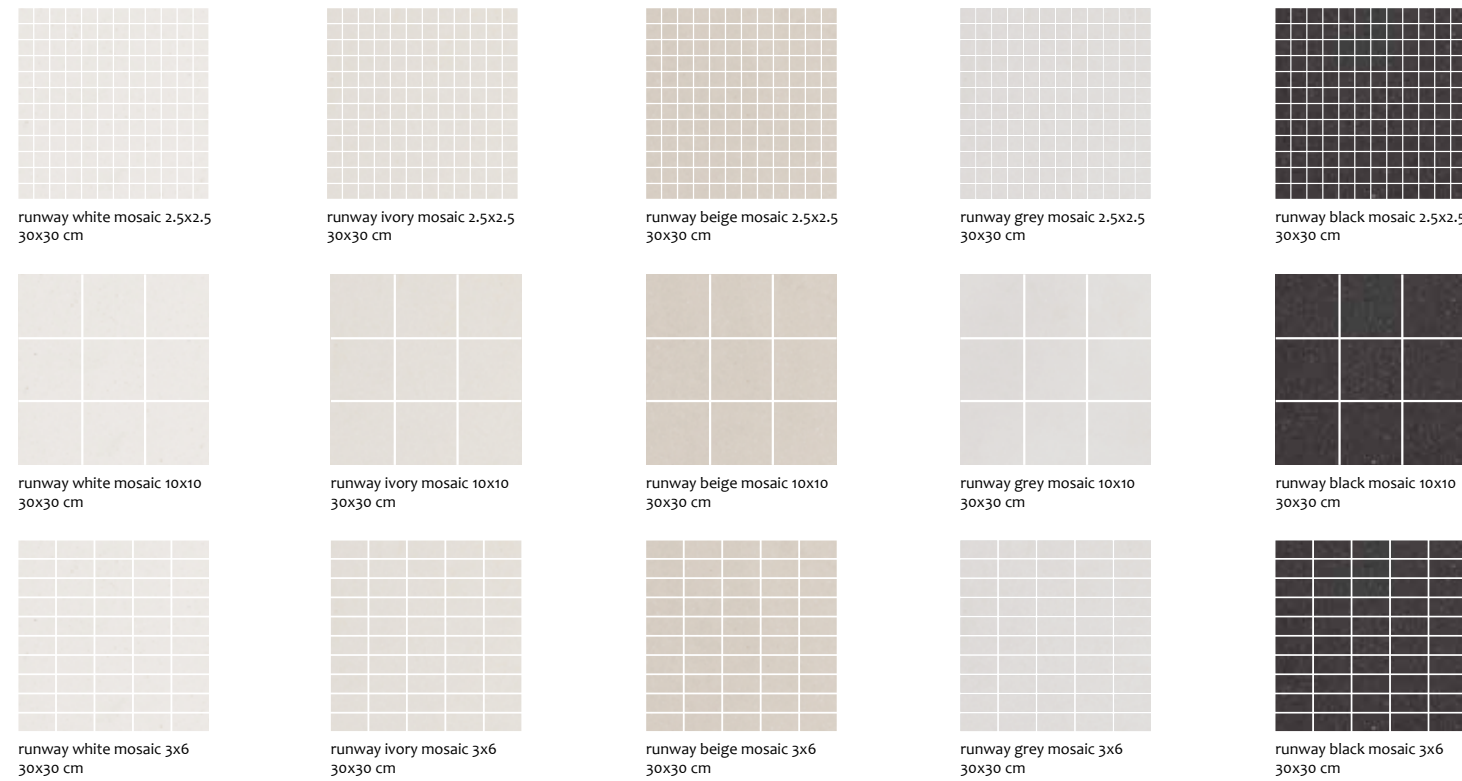 runway white mosaic 2.5x2.5
30x30 cm
runway ivory mosaic 2.5x2.5
30x30 cm
runway beige mosaic 2.5x2.5
30x30 cm
runway grey mosaic 2.5x2.5
30x30 cm
runway black mosaic 2.5x2.5
30x30 cm
runway white mosaic 10x10
30x30 cm
runway ivory mosaic 10x10
30x30 cm
runway beige mosaic 10x10
30x30 cm
runway grey mosaic 10x10
30x30 cm
runway black mosaic 10x10
30x30 cm
runway white mosaic 3x6
30x30 cm
runway ivory mosaic 3x6
30x30 cm
runway beige mosaic 3x6
30x30 cm
runway grey mosaic 3x6
30x30 cm
runway black mosaic 3x6
30x30 cm